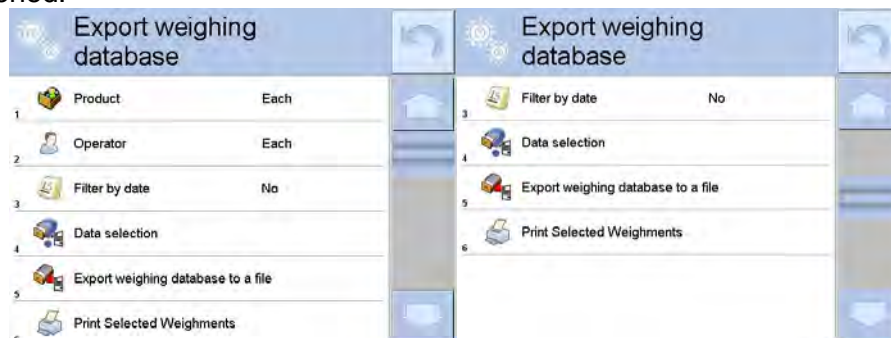 Export weighing
database
1 Product Each
2 Operator Each
3 Filter by date No
4 Data selection
5 Export weighing database to a file
Print Selected Weighments
Export weighing
database
3 Filter by date No
4 Data selection
5 Export weighing database to a file
6 Print Selected Weighments